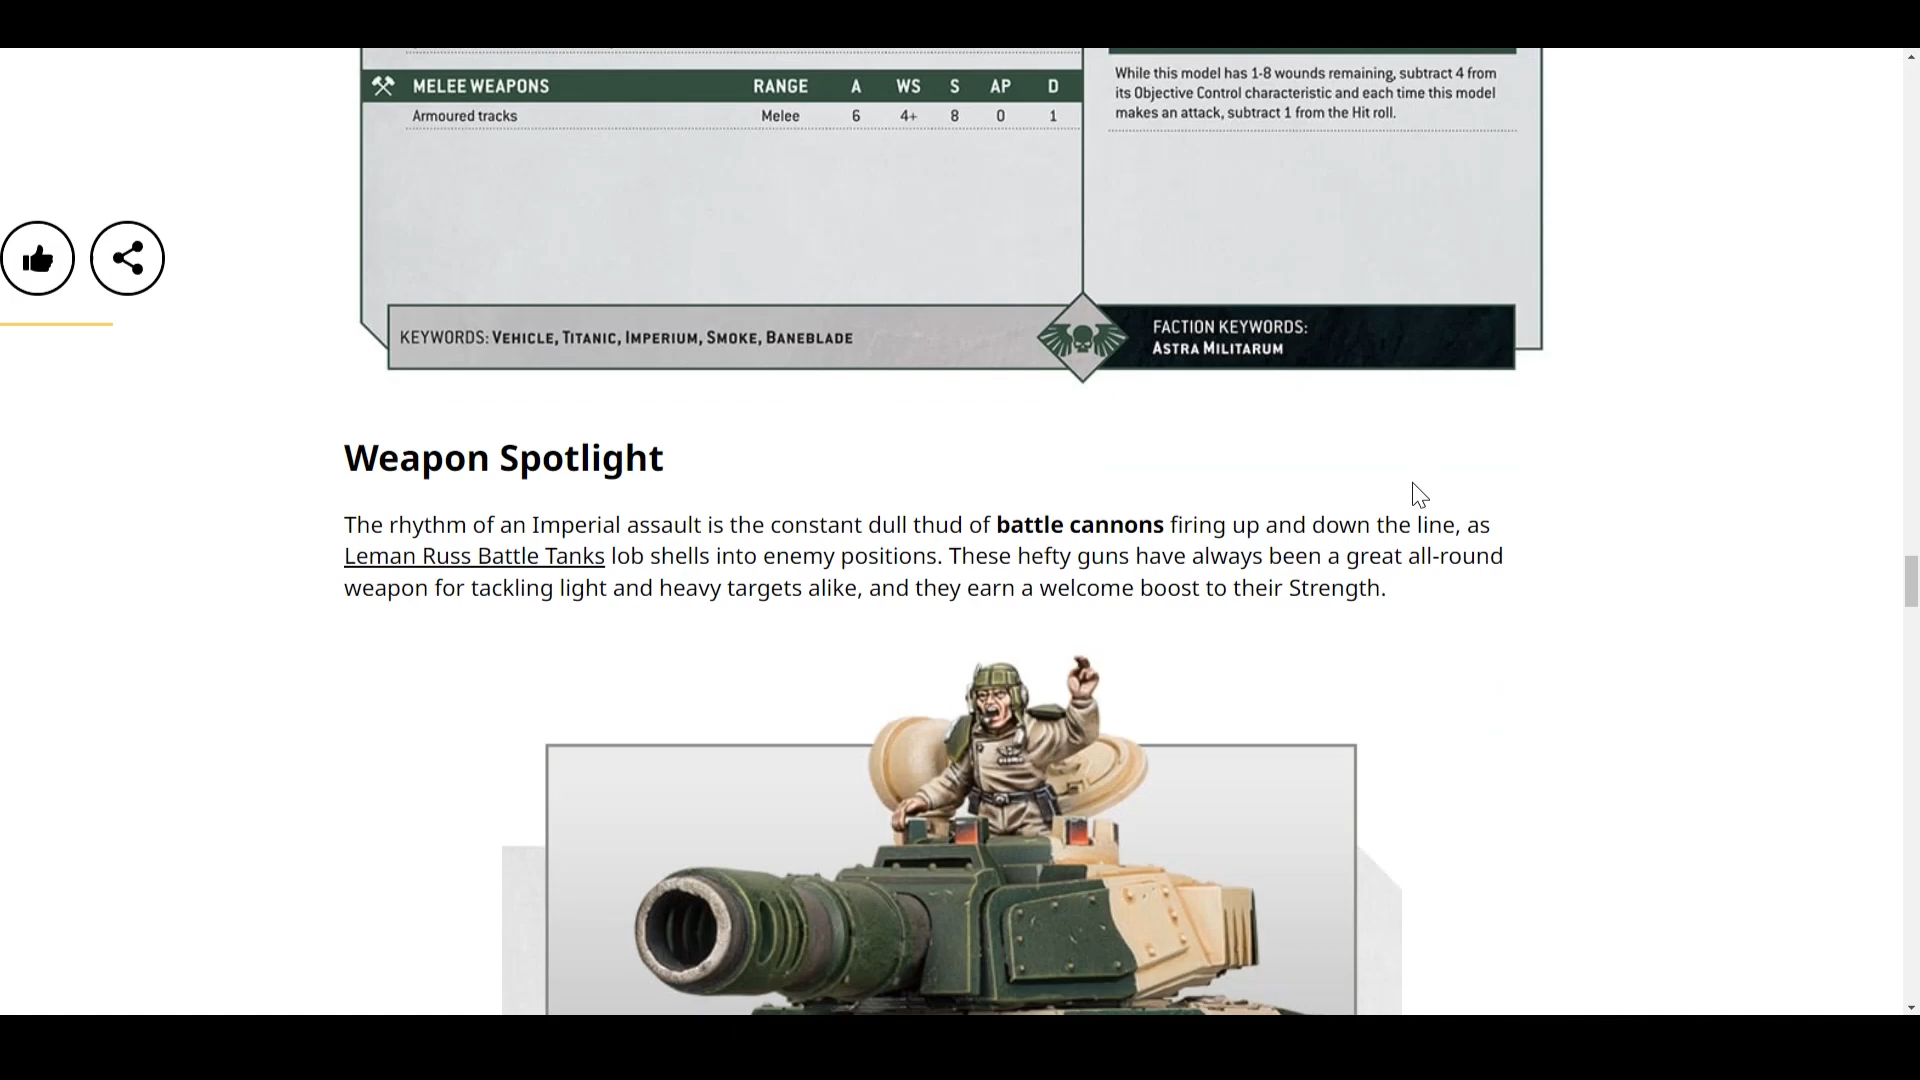 MELEE WEAPONS RANGE A WS S AP D
Armoured tracks Melee 6 4+ 8 0 1
While this model has 1-8 wounds remaining, subtract 4 from
its Objective Control characteristic and each time this model
makes an attack, subtract 1 from the Hit roll.
KEYWORDS: VEHICLE, TITANIC, IMPERIUM, SMOKE, BANEBLADE
FACTION KEYWORDS:
ASTRA MILITARUM
Weapon Spotlight
The rhythm of an Imperial assault is the constant dull thud of battle cannons firing up and down the line, as
Leman Russ Battle Tanks lob shells into enemy positions. These hefty guns have always been a great all-round
weapon for tackling light and heavy targets alike, and they earn a welcome boost to their Strength.